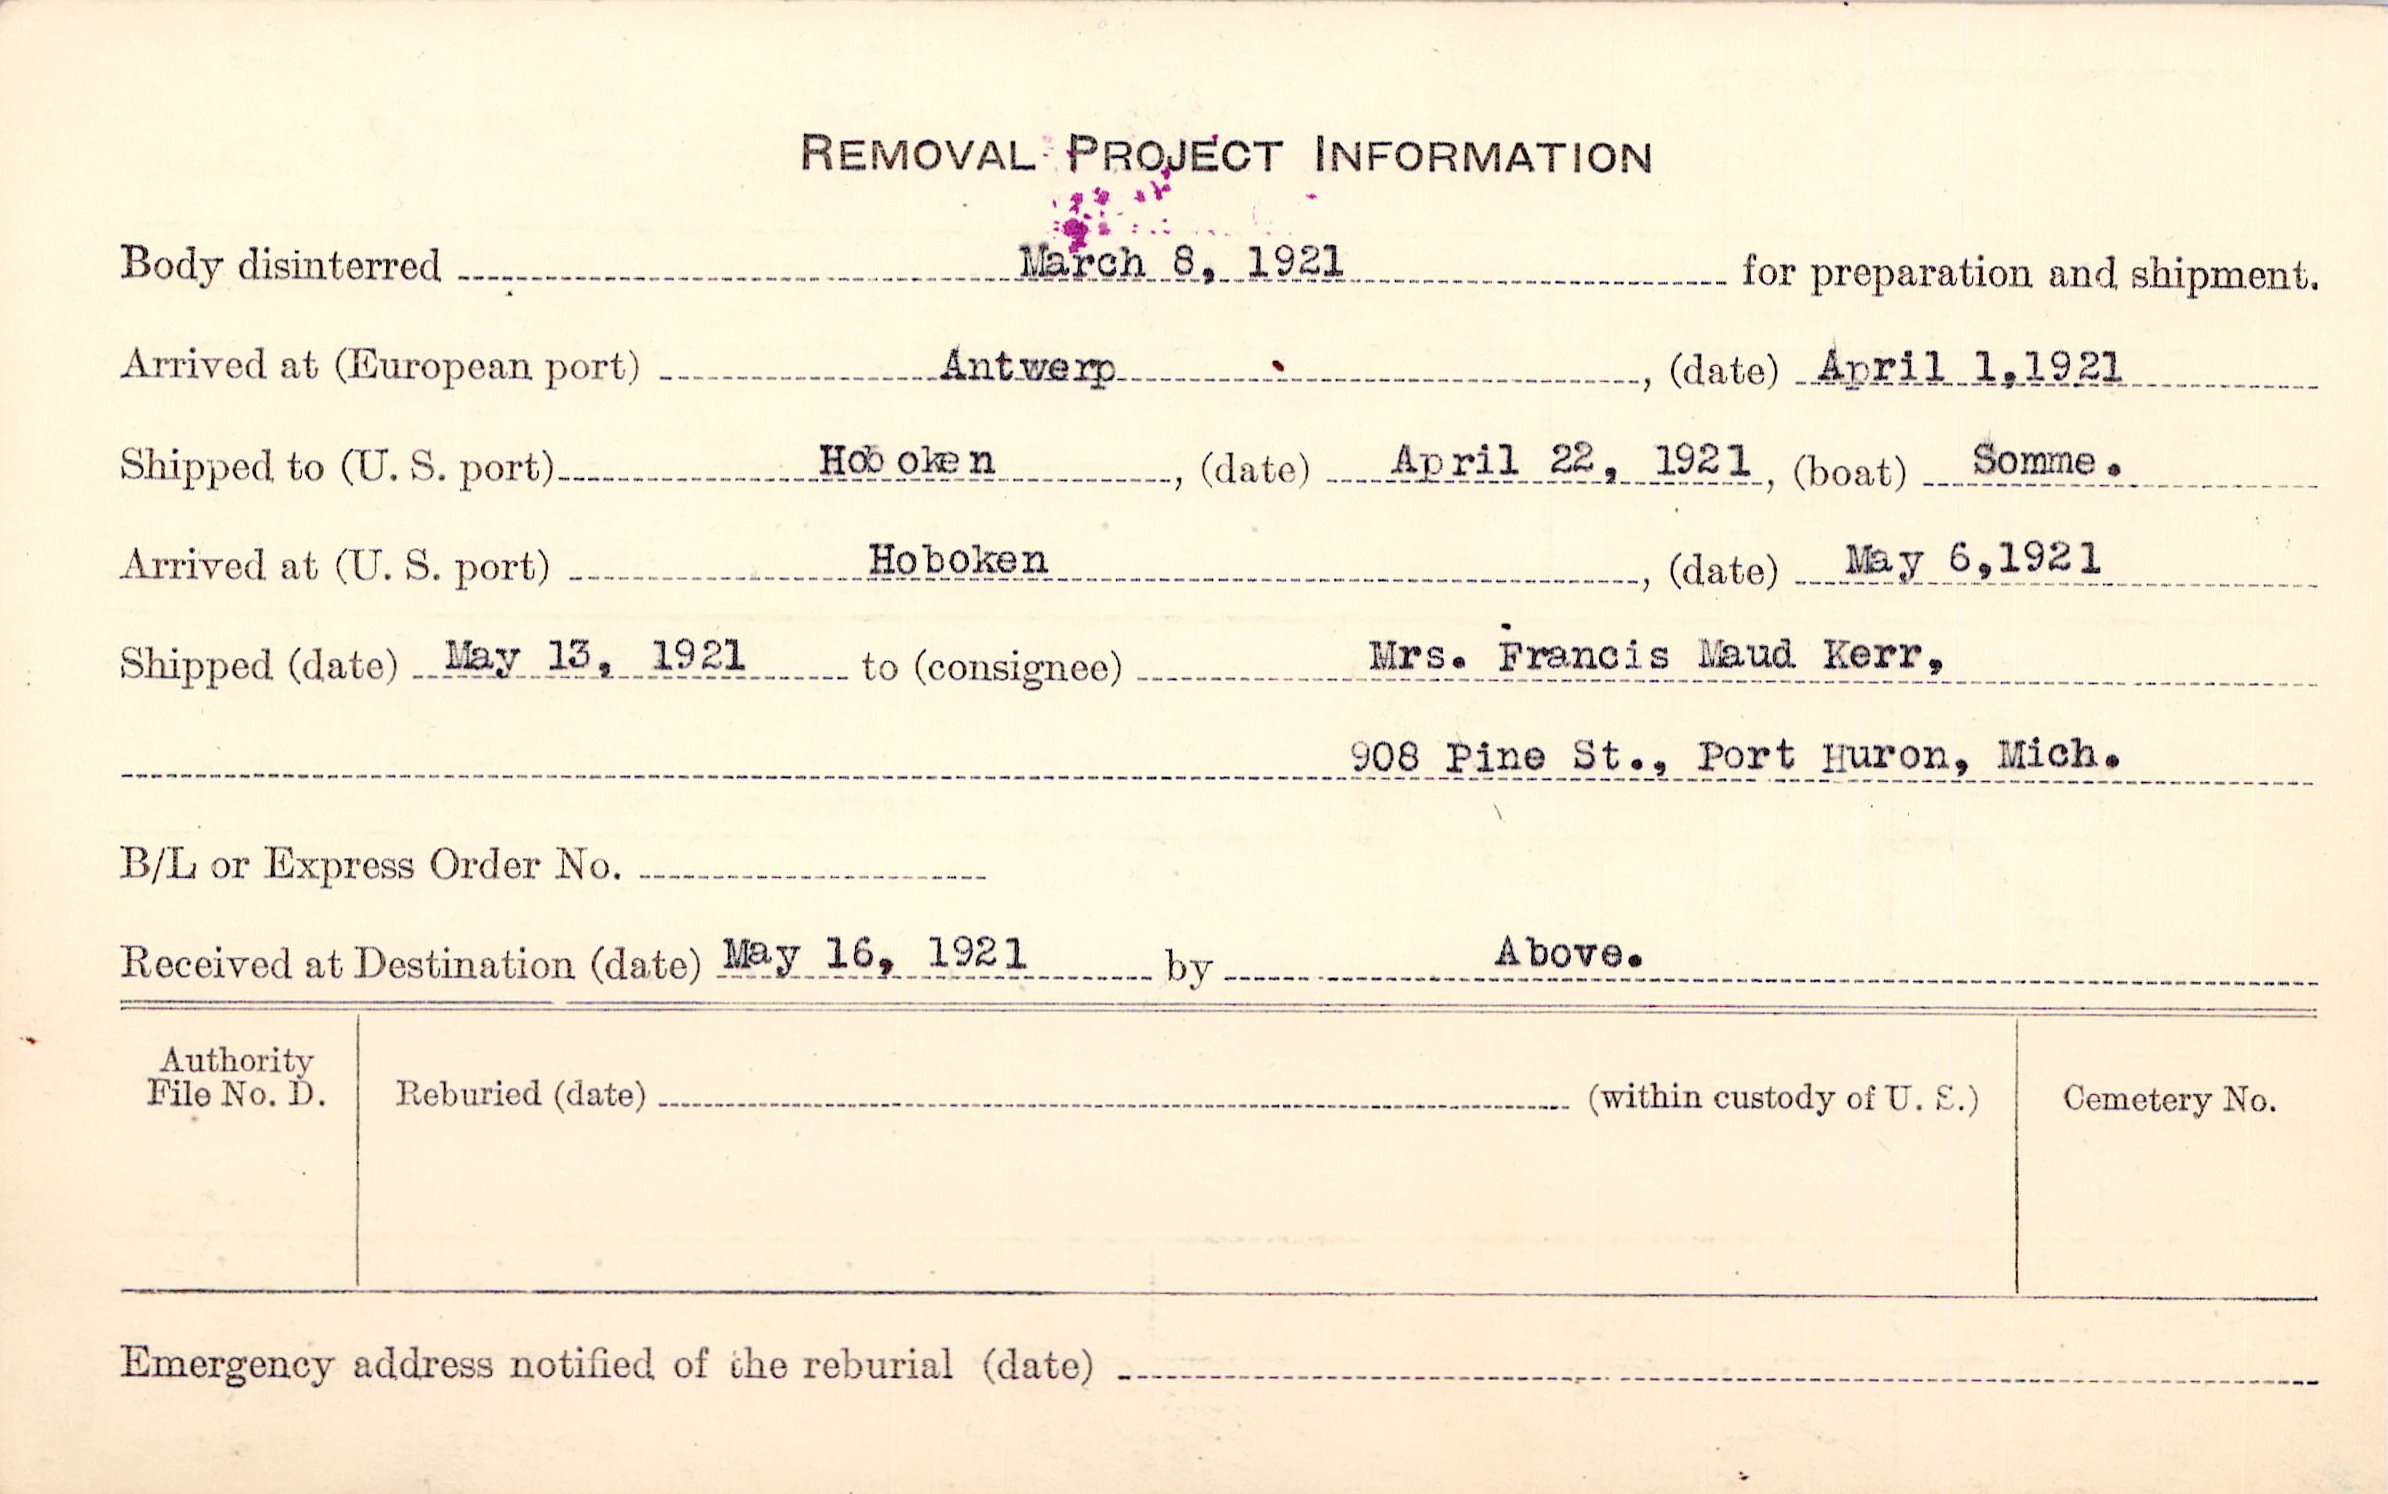 REMOVAL PROJECT INFORMATION
Body disinterred March 8, 1921 for preparation and shipment.
Arrived at (European port) Antwerp, (date) April 1,1921
Shipped to (U. S. port) Hoboken, (date) April 22, 1921, (boat) Somme.
Arrived at (U. S. port) Hoboken, (date) May 6,1921
Shipped (date) May 13, 1921 to (consignee) Mrs. Francis Maud Kerr,
908 Pine St., Port Huron, Mich.
B/L or Express Order No.
Received at Destination (date) May 16, 1921 by Above.
Authority
File No. D.
Reburied (date) (within custody of U. S.)
Cemetery No.
Emergency address notified of the reburial (date)